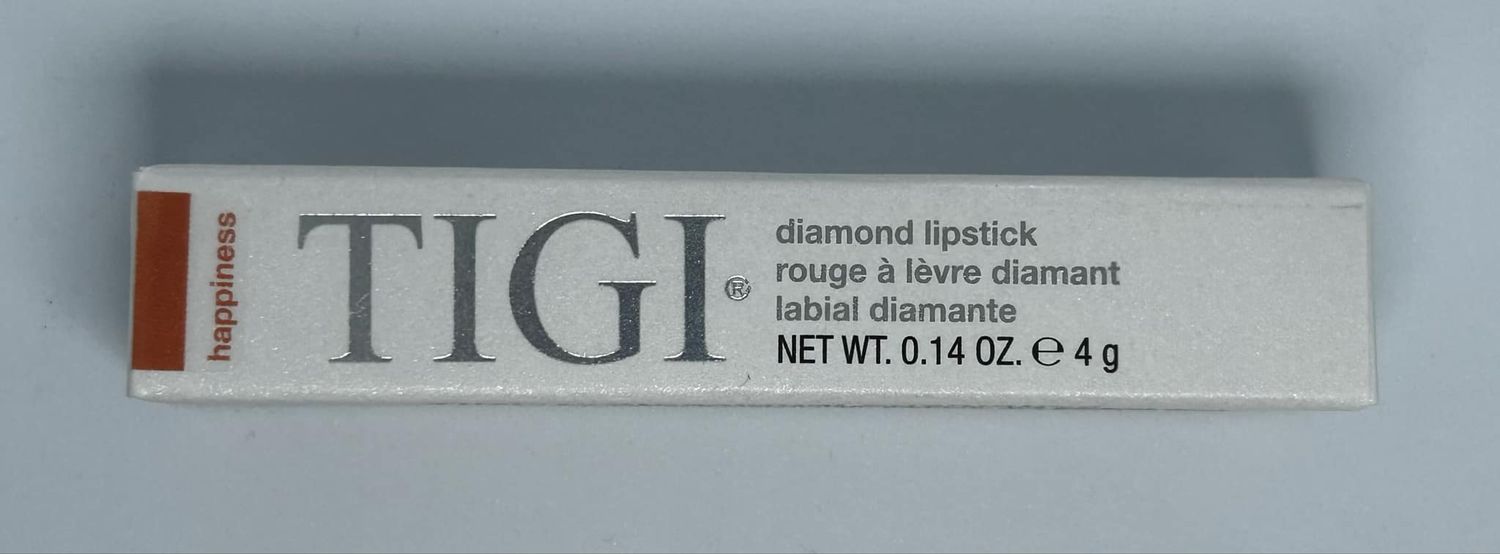 happiness
TIGI®
diamond lipstick
rouge à lèvre diamant
labial diamante
NET WT. 0.14 OZ. ℮ 4 g